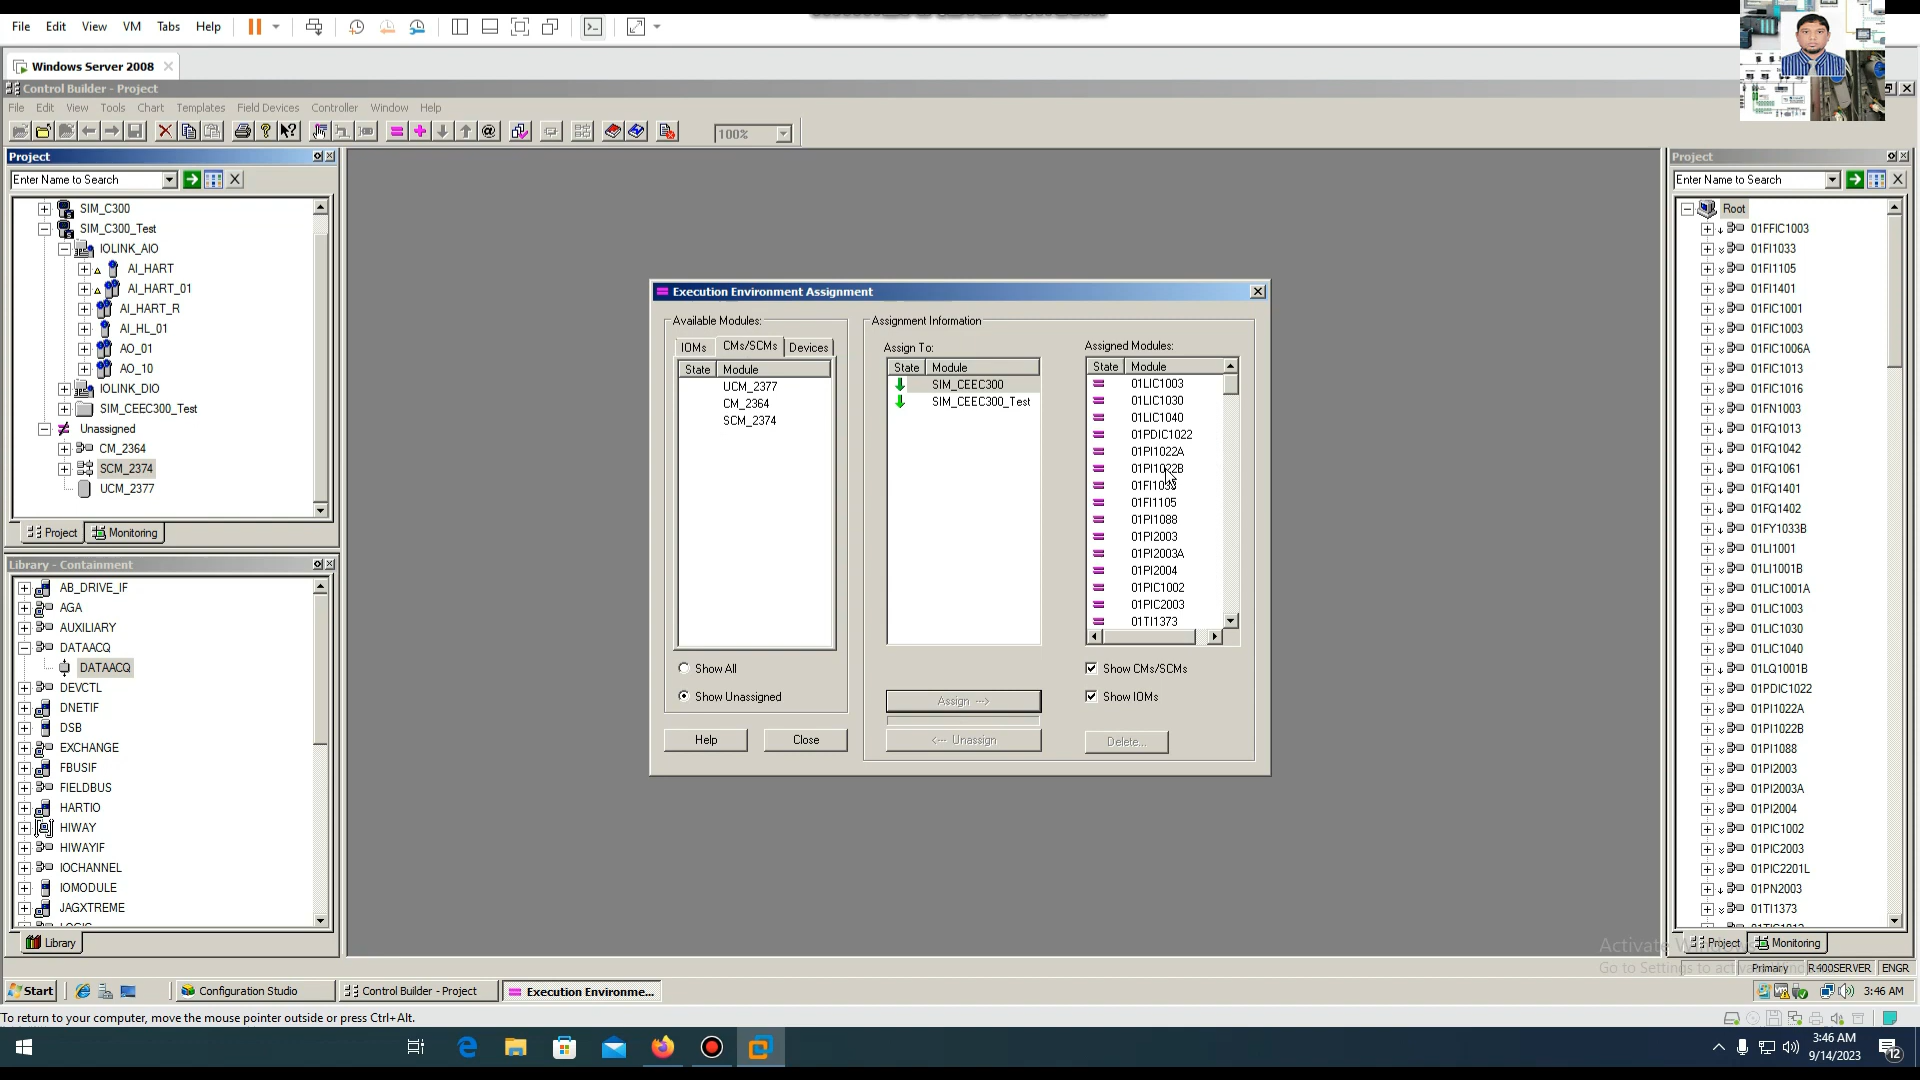 File Edit View VM Tabs Help
Windows Server 2008
Control Builder - Project
File Edit View Tools Chart Templates Field Devices Controller Window Help
100%
Project
Enter Name to Search
SIM_C300
SIM_C300_Test
IOLINK_AIO
AI_HART
AI_HART_01
AI_HART_R
AI_HL_01
AO_01
AO_10
IOLINK_DIO
SIM_CEEC300_Test
Unassigned
CM_2364
SCM_2374
UCM_2377
Project Monitoring
Library - Containment
AB_DRIVE_IF
AGA
AUXILIARY
DATAACQ
DATAACQ
DEVCTL
DNETIF
DSB
EXCHANGE
FBUSIF
FIELDBUS
HARTIO
HIWAY
HIWAYIF
IOCHANNEL
IOMODULE
JAGXTREME
Library
Execution Environment Assignment
Available Modules:
IOMs CMs/SCMs Devices
State Module
UCM_2377
CM_2364
SCM_2374
Show All
Show Unassigned
Help Close
Assignment Information
Assign To:
State Module
SIM_CEEC300
SIM_CEEC300_Test
Assign --->
<--- Unassign
Assigned Modules:
State Module
01LIC1003
01LIC1030
01LIC1040
01PDIC1022
01PI1022A
01PI1022B
01FI1033
01FI1105
01PI1088
01PI2003
01PI2003A
01PI2004
01PIC1002
01PIC2003
01TI1373
Show CMs/SCMs
Show IOMs
Delete...
Project
Enter Name to Search
Root
01FFIC1003
01FI1033
01FI1105
01FI1401
01FIC1001
01FIC1003
01FIC1006A
01FIC1013
01FIC1016
01FN1003
01FQ1013
01FQ1042
01FQ1061
01FQ1401
01FQ1402
01FY1033B
01LI1001
01LI1001B
01LIC1001A
01LIC1003
01LIC1030
01LIC1040
01LQ1001B
01PDIC1022
01PI1022A
01PI1022B
01PI1088
01PI2003
01PI2003A
01PI2004
01PIC1002
01PIC2003
01PIC2201L
01PN2003
01TI1373
Project Monitoring
Activate
Go to Settings to
Primary R400SERVER ENGR
Start Configuration Studio Control Builder - Project Execution Environme... 3:46 AM
To return to your computer, move the mouse pointer outside or press Ctrl+Alt.
3:46 AM
9/14/2023
12